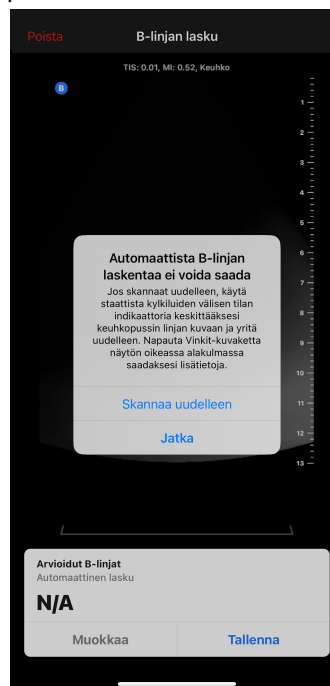 Poista
B-linjan lasku
TIS: 0.01, MI: 0.52, Keuhko
B
1
2
3
4
5
6
7
8
9
10
11
12
13
Automaattista B-linjan
laskentaa ei voida saada
Jos skannaat uudelleen, käytä
staattista kylkiluiden välisen tilan
indikaattoria keskittääksesi
keuhkopussin linjan kuvaan ja yritä
uudelleen. Napauta Vinkit-kuvaketta
näytön oikeassa alakulmassa
saadaksesi lisätietoja.
Skannaa uudelleen
Jatka
Arvioidut B-linjat
Automaattinen lasku
N/A
Muokkaa
Tallenna